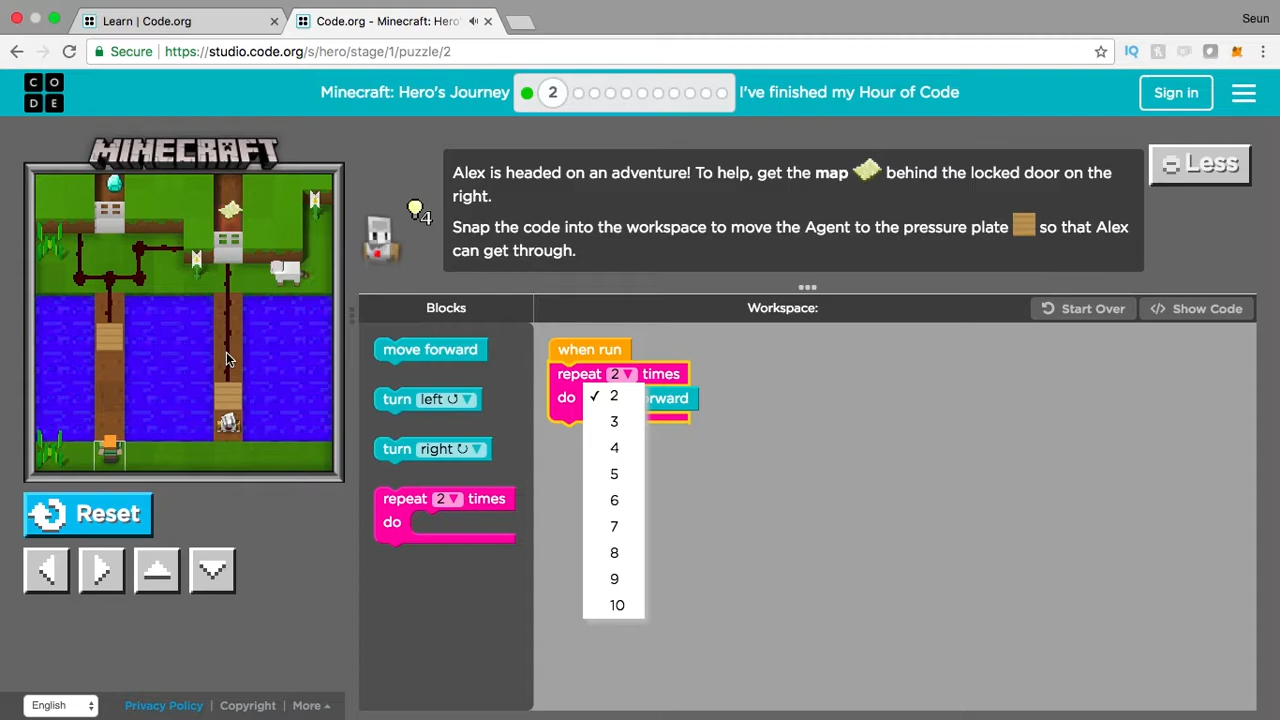 Learn | Code.org
Code.org - Minecraft: Hero'
Seun
Secure | https://studio.code.org/s/hero/stage/1/puzzle/2
IQ
C O
D E
Minecraft: Hero's Journey
2
I've finished my Hour of Code
Sign in
MINECRAFT
4
Alex is headed on an adventure! To help, get the map behind the locked door on the
right.
Snap the code into the workspace to move the Agent to the pressure plate so that Alex
can get through.
Less
Blocks
Workspace:
Start Over
</> Show Code
move forward
turn left
turn right
repeat 2 times
do
when run
repeat 2 times
do
orward
✓ 2
3
4
5
6
7
8
9
10
Reset
English
Privacy Policy | Copyright | More